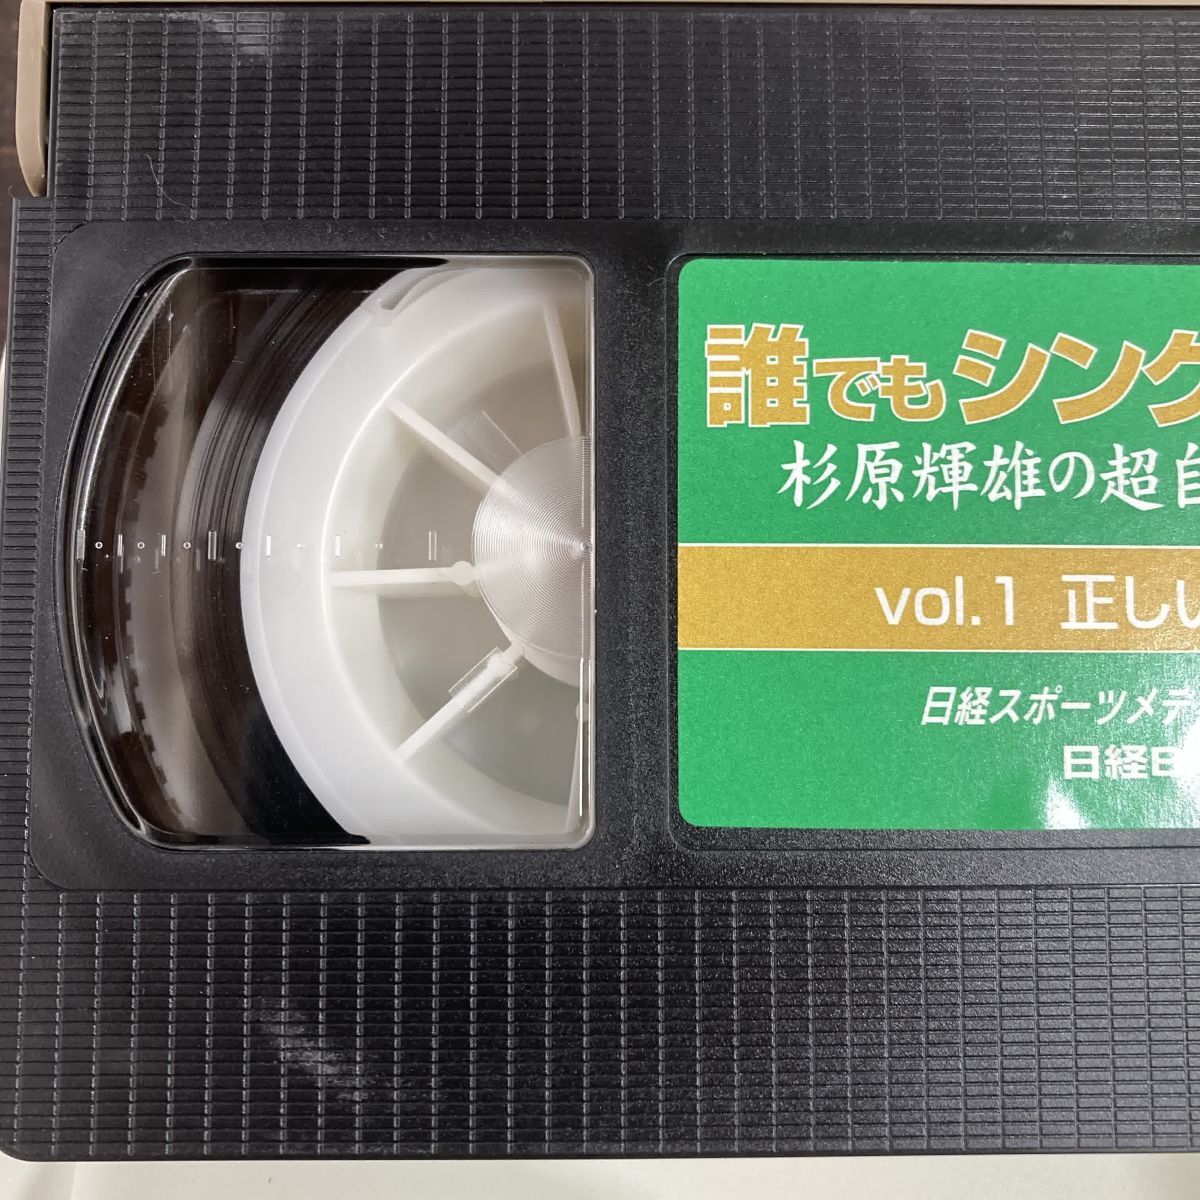 誰でもシング
杉原輝雄の超自
vol.1 正しい
日経スポーツメデ
日経